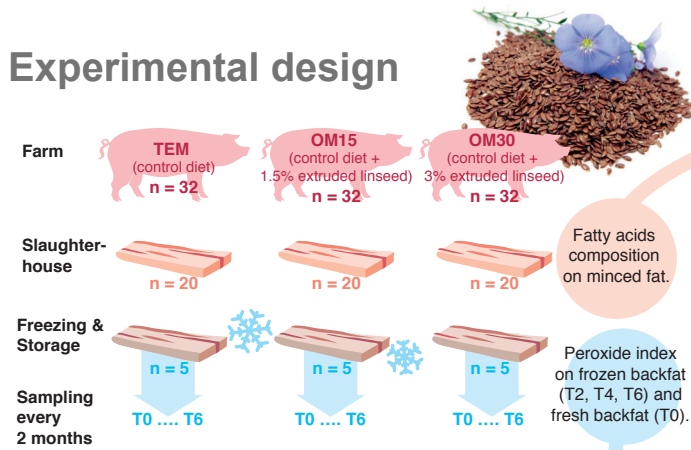 Experimental design
Farm
TEM
(control diet)
n = 32
OM15
(control diet +
1.5% extruded linseed)
n = 32
OM30
(control diet +
3% extruded linseed)
n = 32
Slaughter-
house
n = 20
n = 20
n = 20
Fatty acids
composition
on minced fat.
Freezing &
Storage
n = 5
n = 5
n = 5
Peroxide index
on frozen backfat
(T2, T4, T6) and
fresh backfat (T0).
Sampling
every
2 months
T0 .... T6
T0 .... T6
T0 .... T6